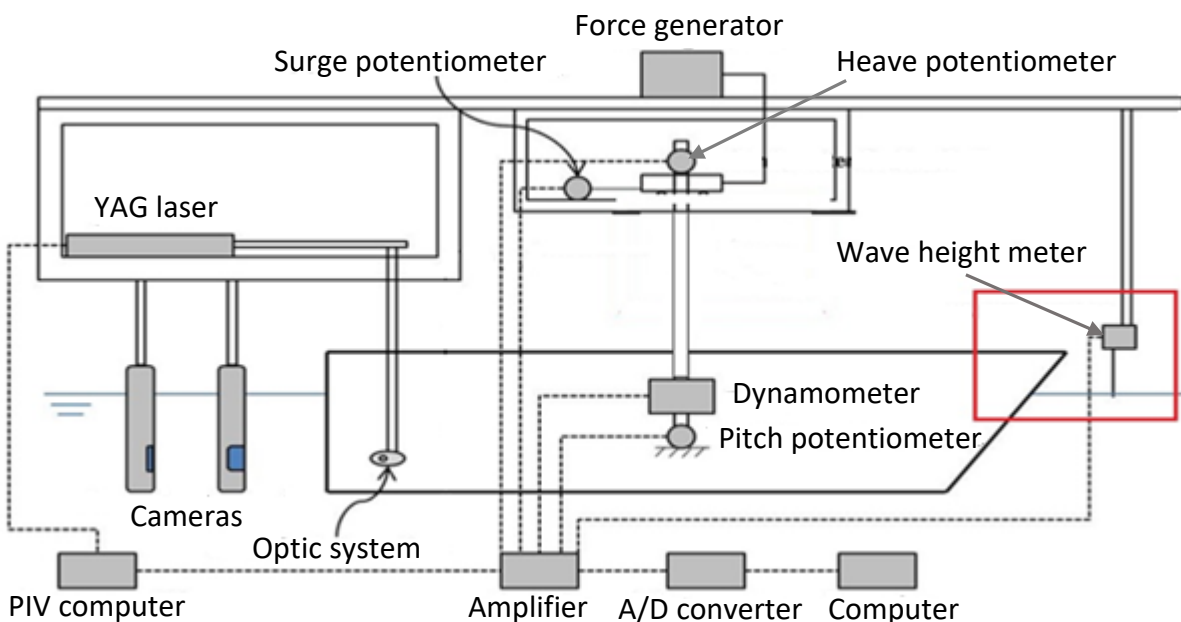 Force generator
Surge potentiometer
Heave potentiometer
YAG laser
Wave height meter
Dynamometer
Pitch potentiometer
Cameras
Optic system
PIV computer
Amplifier
A/D converter
Computer